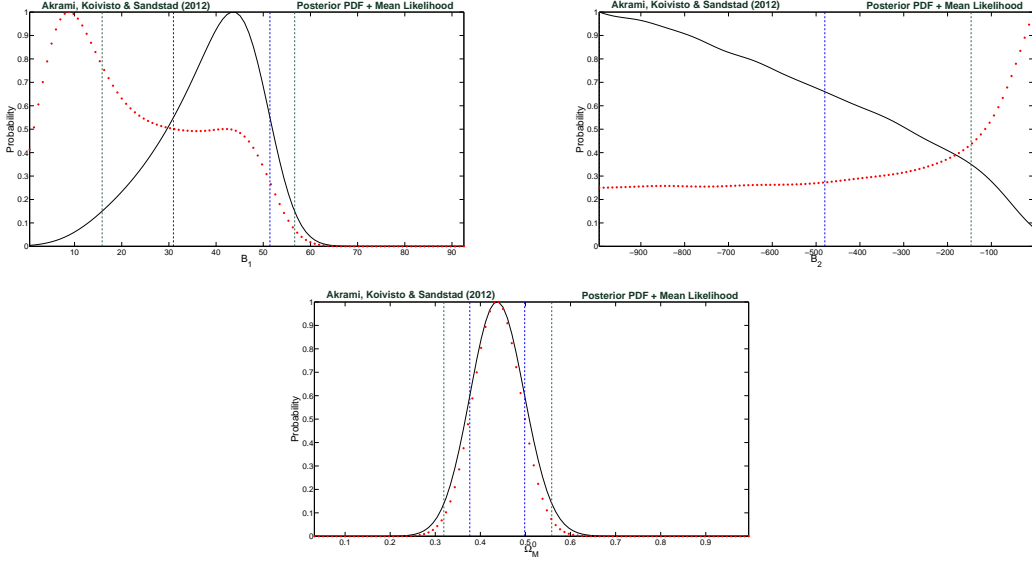 Akrami, Koivisto & Sandstad (2012) Posterior PDF + Mean Likelihood
1
0.9
0.8
0.7
0.6
0.5
0.4
0.3
0.2
0.1
0
Probability
10 20 30 40 50 60 70 80 90
B1
Akrami, Koivisto & Sandstad (2012) Posterior PDF + Mean Likelihood
1
0.9
0.8
0.7
0.6
0.5
0.4
0.3
0.2
0.1
0
Probability
−900 −800 −700 −600 −500 −400 −300 −200 −100
B2
Akrami, Koivisto & Sandstad (2012) Posterior PDF + Mean Likelihood
1
0.9
0.8
0.7
0.6
0.5
0.4
0.3
0.2
0.1
0
Probability
0.1 0.2 0.3 0.4 0.5 0.6 0.7 0.8 0.9
Ω0M